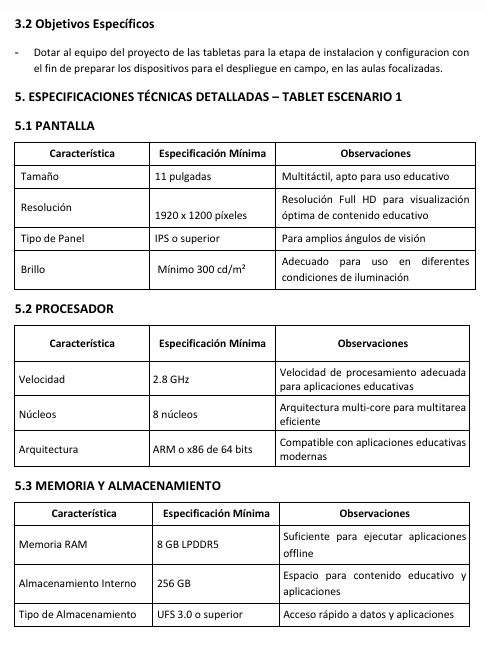 3.2 Objetivos Específicos
- Dotar al equipo del proyecto de las tabletas para la etapa de instalacion y configuracion con
el fin de preparar los dispositivos para el despliegue en campo, en las aulas focalizadas.
5. ESPECIFICACIONES TÉCNICAS DETALLADAS – TABLET ESCENARIO 1
5.1 PANTALLA
Característica Especificación Mínima Observaciones
Tamaño 11 pulgadas Multitáctil, apto para uso educativo
Resolución 1920 x 1200 píxeles Resolución Full HD para visualización
óptima de contenido educativo
Tipo de Panel IPS o superior Para amplios ángulos de visión
Brillo Mínimo 300 cd/m² Adecuado para uso en diferentes
condiciones de iluminación
5.2 PROCESADOR
Característica Especificación Mínima Observaciones
Velocidad 2.8 GHz Velocidad de procesamiento adecuada
para aplicaciones educativas
Núcleos 8 núcleos Arquitectura multi-core para multitarea
eficiente
Arquitectura ARM o x86 de 64 bits Compatible con aplicaciones educativas
modernas
5.3 MEMORIA Y ALMACENAMIENTO
Característica Especificación Mínima Observaciones
Memoria RAM 8 GB LPDDR5 Suficiente para ejecutar aplicaciones
offline
Almacenamiento Interno 256 GB Espacio para contenido educativo y
aplicaciones
Tipo de Almacenamiento UFS 3.0 o superior Acceso rápido a datos y aplicaciones